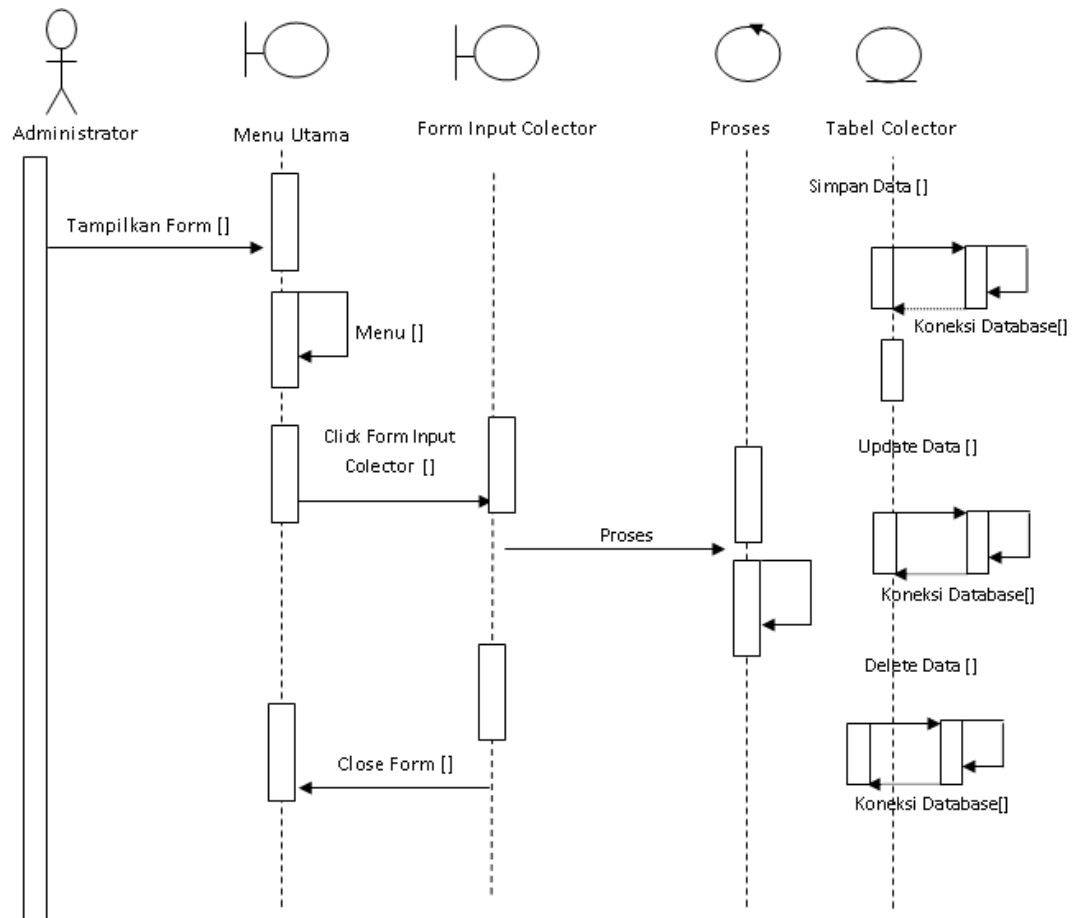 Administrator
Menu Utama
Form Input Colector
Proses
Tabel Colector
Simpan Data []
Tampilkan Form []
Koneksi Database[]
Menu []
Click Form Input
Colector []
Update Data []
Proses
Koneksi Database[]
Delete Data []
Close Form []
Koneksi Database[]